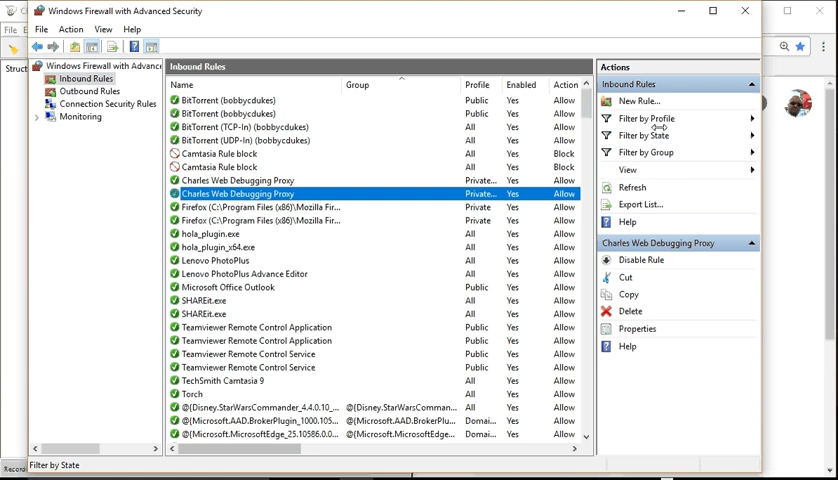 Windows Firewall with Advanced Security
File Action View Help
Windows Firewall with Advance
Inbound Rules
Outbound Rules
Connection Security Rules
Monitoring
Inbound Rules
Name Group Profile Enabled Action
BitTorrent (bobbycdukes) Public Yes Allow
BitTorrent (bobbycdukes) Public Yes Allow
BitTorrent (TCP-In) (bobbycdukes) All Yes Allow
BitTorrent (UDP-In) (bobbycdukes) All Yes Allow
Camtasia Rule block All Yes Block
Camtasia Rule block All Yes Block
Charles Web Debugging Proxy Private... Yes Allow
Charles Web Debugging Proxy Private... Yes Allow
Firefox (C:\Program Files (x86)\Mozilla Fir... Private Yes Allow
Firefox (C:\Program Files (x86)\Mozilla Fir... Private Yes Allow
hola_plugin.exe All Yes Allow
hola_plugin_x64.exe All Yes Allow
Lenovo PhotoPlus All Yes Allow
Lenovo PhotoPlus Advance Editor All Yes Allow
Microsoft Office Outlook Public Yes Allow
SHAREit.exe All Yes Allow
SHAREit.exe All Yes Allow
Teamviewer Remote Control Application Public Yes Allow
Teamviewer Remote Control Application Public Yes Allow
Teamviewer Remote Control Service Public Yes Allow
Teamviewer Remote Control Service Public Yes Allow
TechSmith Camtasia 9 All Yes Allow
Torch All Yes Allow
@{Disney.StarWarsCommander_4.4.0.10_... @{Disney.StarWarsComman... All Yes Allow
@{Microsoft.AAD.BrokerPlugin_1000.105... @{Microsoft.AAD.BrokerPlu... Domai... Yes Allow
@{Microsoft.MicrosoftEdge_25.10586.0.0... @{Microsoft.MicrosoftEdge... Domai... Yes Allow
Actions
Inbound Rules
New Rule...
Filter by Profile
Filter by State
Filter by Group
View
Refresh
Export List...
Help
Charles Web Debugging Proxy
Disable Rule
Cut
Copy
Delete
Properties
Help
Filter by State
File
Struct
Recordi